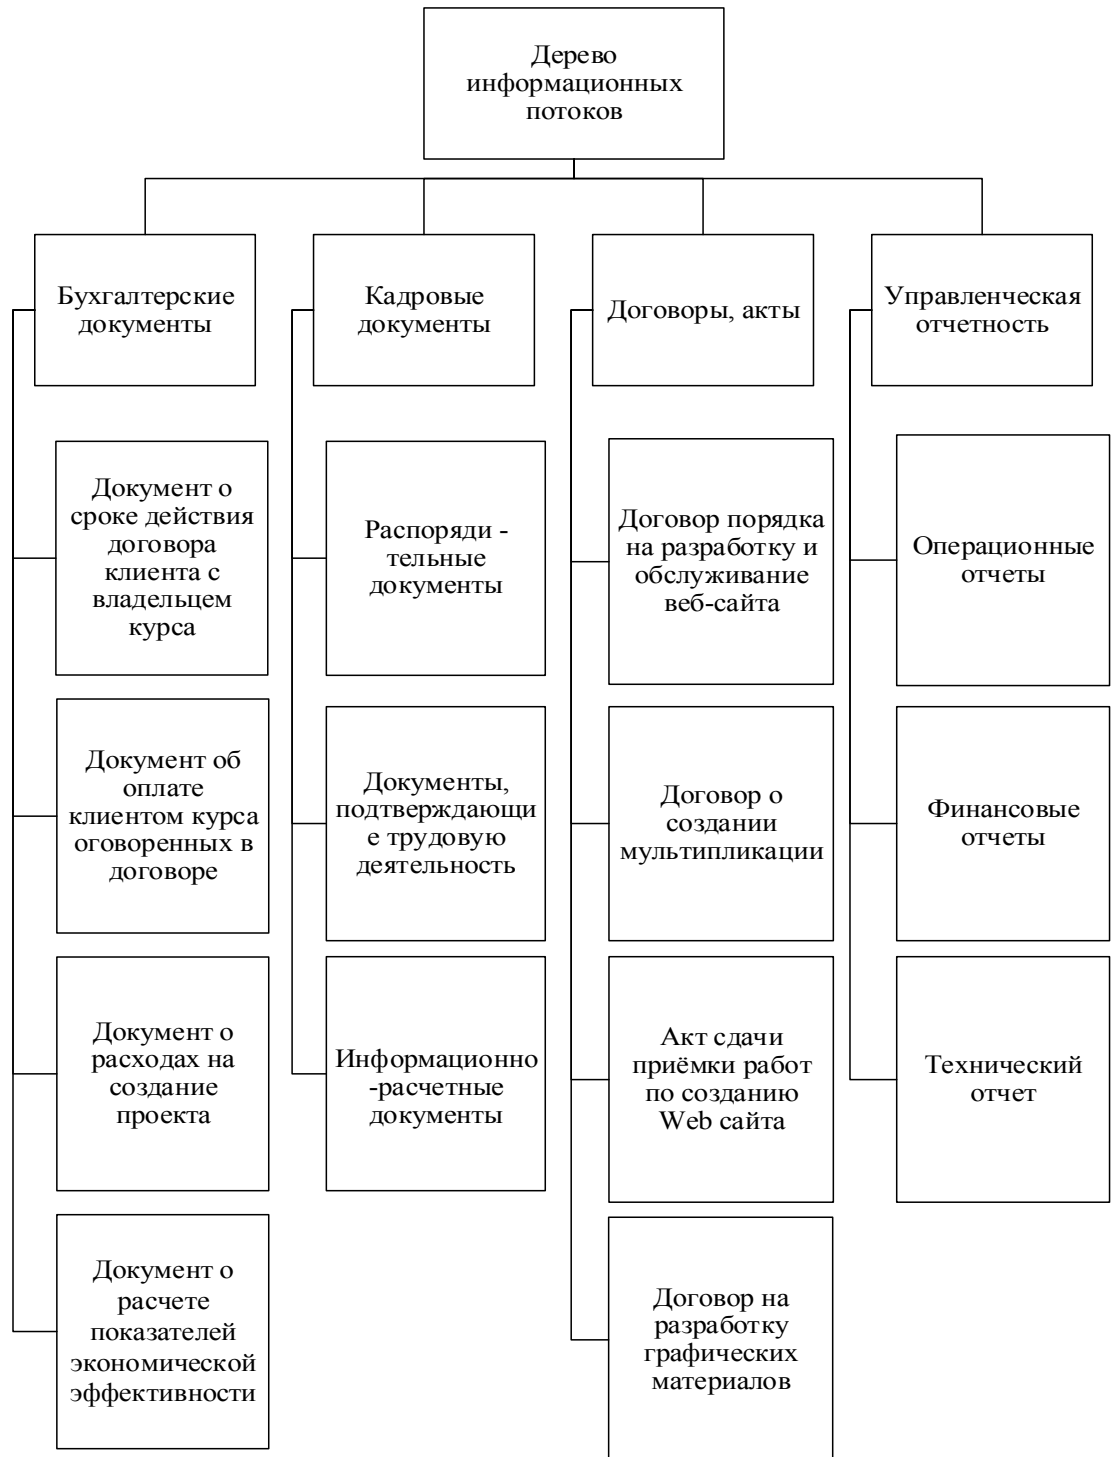 Дерево
информационных
потоков
Бухгалтерские
документы
Кадровые
документы
Договоры, акты
Управленческая
отчетность
Документ о
сроке действия
договора
клиента с
владельцем
курса
Распоряди -
тельные
документы
Договор порядка
на разработку и
обслуживание
веб-сайта
Операционные
отчеты
Документ об
оплате
клиентом курса
оговоренных в
договоре
Документы,
подтверждающи
е трудовую
деятельность
Договор о
создании
мультипликации
Финансовые
отчеты
Документ о
расходах на
создание
проекта
Информационно
-расчетные
документы
Акт сдачи
приёмки работ
по созданию
Web сайта
Технический
отчет
Документ о
расчете
показателей
экономической
эффективности
Договор на
разработку
графических
материалов